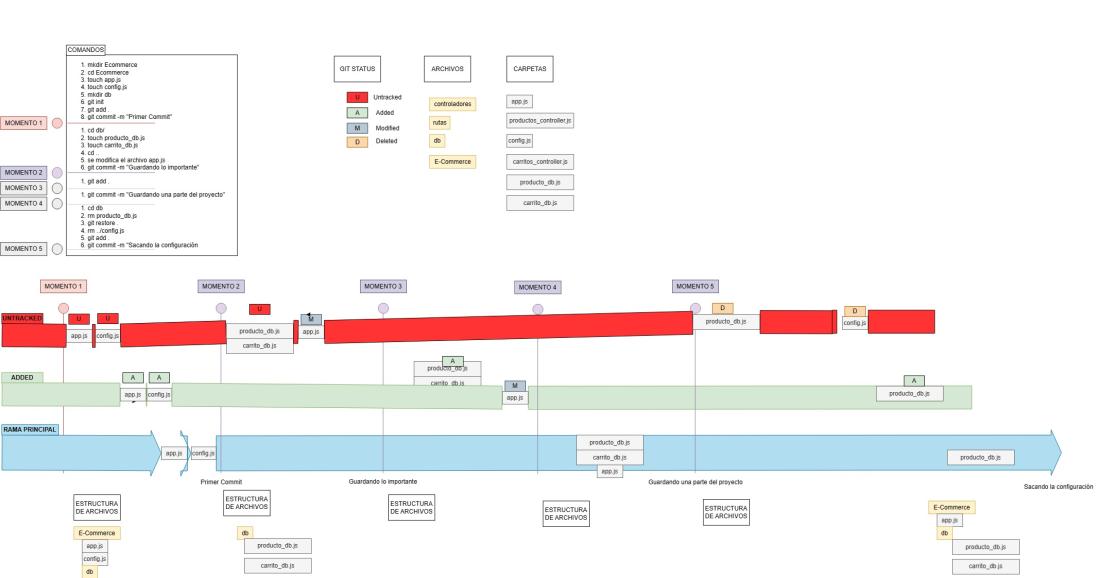 COMANDOS
1. mkdir Ecommerce
2. cd Ecommerce
3. touch app.js
4. touch config.js
5. mkdir db
6. git init
7. git add .
8. git commit -m "Primer Commit"
MOMENTO 1
1. cd db/
2. touch producto_db.js
3. touch carrito_db.js
4. cd ..
5. se modifica el archivo app.js
6. git commit -m "Guardando lo importante"
MOMENTO 2
1. git add .
MOMENTO 3
1. git commit -m "Guardando una parte del proyecto"
MOMENTO 4
1. cd db
2. rm producto_db.js
3. git restore .
4. rm ../config.js
5. git add .
6. git commit -m "Sacando la configuración
MOMENTO 5
GIT STATUS
U Untracked
A Added
M Modified
D Deleted
ARCHIVOS
controladores
rutas
db
E-Commerce
CARPETAS
app.js
productos_controller.js
config.js
carritos_controller.js
producto_db.js
carrito_db.js
MOMENTO 1
MOMENTO 2
MOMENTO 3
MOMENTO 4
MOMENTO 5
UNTRACKED
U
U
app.js
config.js
U
producto_db.js
carrito_db.js
M
app.js
D
producto_db.js
D
config.js
ADDED
A
A
app.js
config.js
A
producto_db.js
carrito_db.js
M
app.js
A
producto_db.js
RAMA PRINCIPAL
app.js
config.js
producto_db.js
carrito_db.js
app.js
producto_db.js
Primer Commit
Guardando lo importante
Guardando una parte del proyecto
Sacando la configuración
ESTRUCTURA
DE ARCHIVOS
E-Commerce
app.js
config.js
db
ESTRUCTURA
DE ARCHIVOS
db
producto_db.js
carrito_db.js
ESTRUCTURA
DE ARCHIVOS
ESTRUCTURA
DE ARCHIVOS
ESTRUCTURA
DE ARCHIVOS
E-Commerce
app.js
db
producto_db.js
carrito_db.js